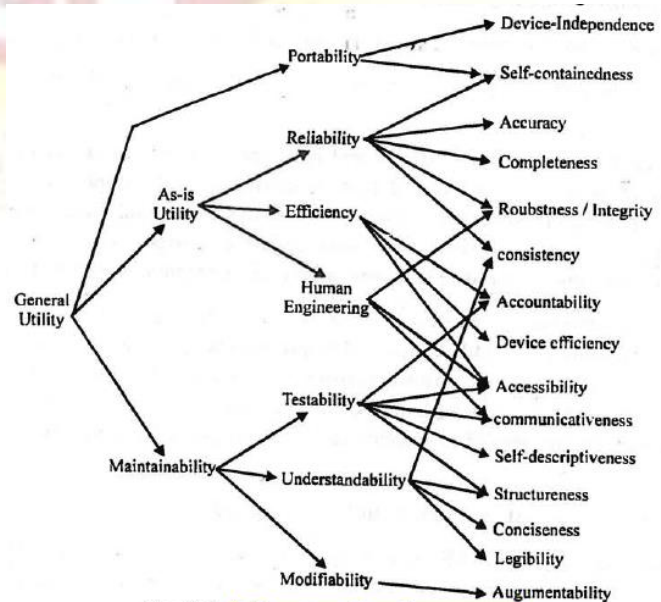 Device-Independence
Portability
Self-containedness
Accuracy
Reliability
Completeness
As-is
Utility
Efficiency
Roubstness / Integrity
consistency
Human
Engineering
General
Utility
Accountability
Device efficiency
Accessibility
Testability
communicativeness
Self-descriptiveness
Maintainability
Understandability
Structureness
Conciseness
Legibility
Modifiability
Augumentability